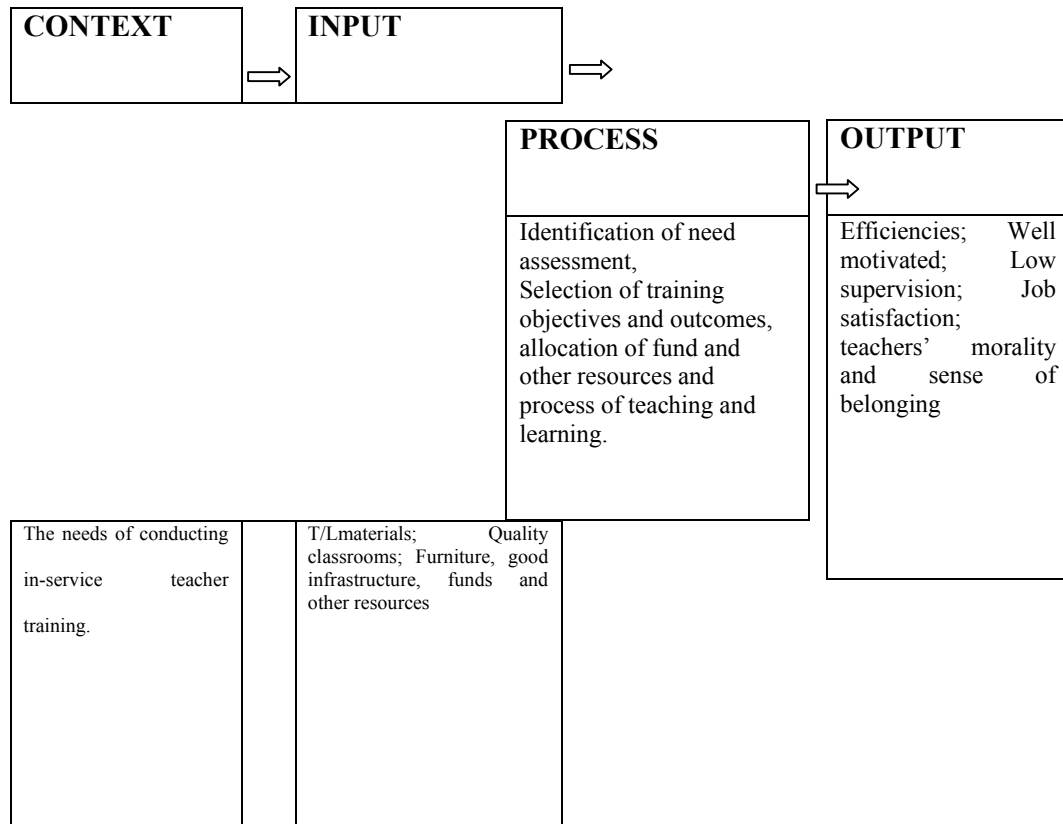 CONTEXT
INPUT
PROCESS
Identification of need
assessment,
Selection of training
objectives and outcomes,
allocation of fund and
other resources and
process of teaching and
learning.
OUTPUT
Efficiencies; Well
motivated; Low
supervision; Job
satisfaction;
teachers’ morality
and sense of
belonging
The needs of conducting
in-service teacher
training.
T/Lmaterials; Quality
classrooms; Furniture, good
infrastructure, funds and
other resources